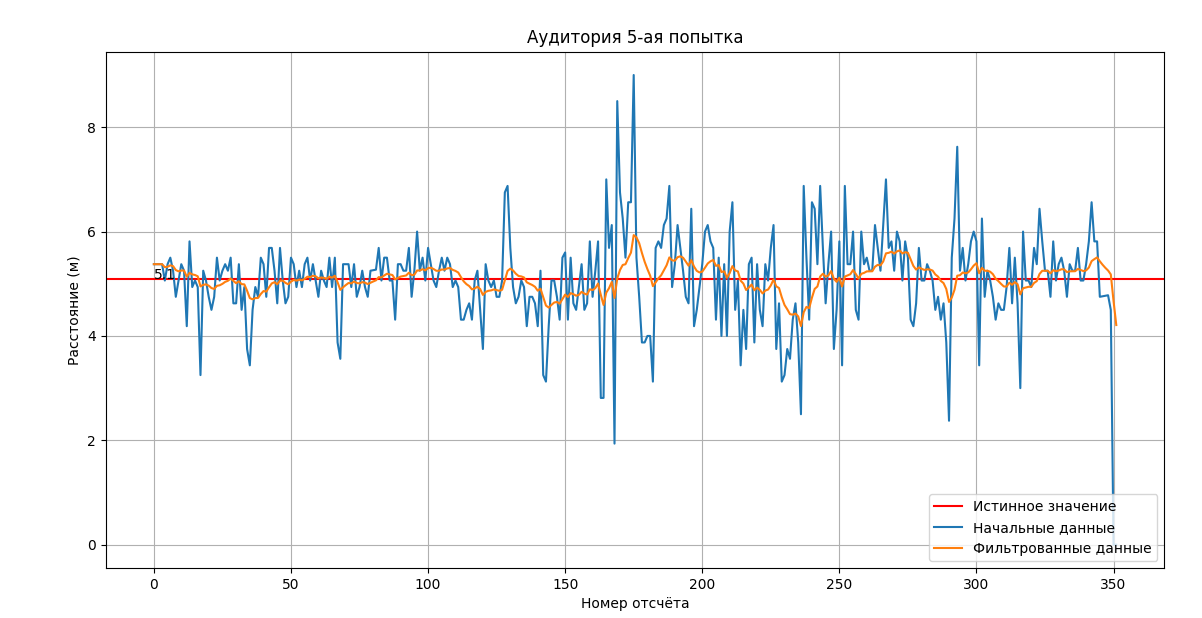 Аудитория 5-ая попытка
8
6
4
2
0
Расстояние (м)
5.1
0 50 100 150 200 250 300 350
Номер отсчёта
Истинное значение
Начальные данные
Фильтрованные данные